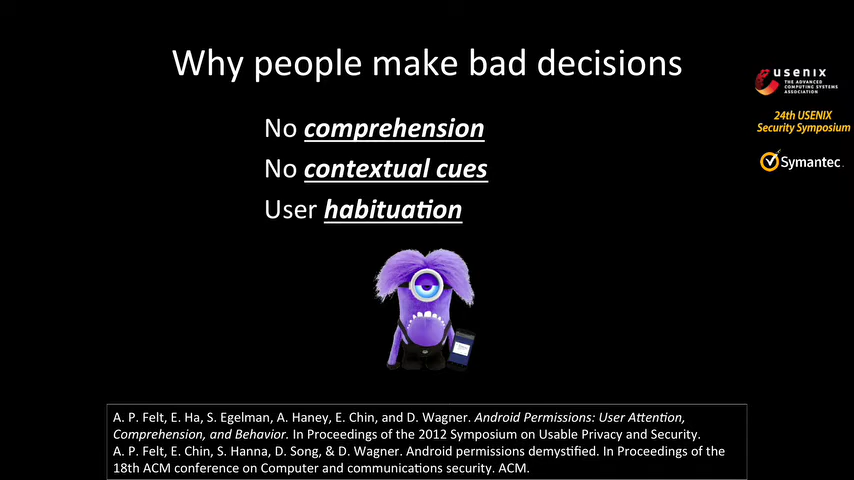 Why people make bad decisions
No comprehension
No contextual cues
User habituation
usenix
THE ADVANCED
COMPUTING SYSTEMS
ASSOCIATION
24th USENIX
Security Symposium
Symantec.
A. P. Felt, E. Ha, S. Egelman, A. Haney, E. Chin, and D. Wagner. Android Permissions: User Attention,
Comprehension, and Behavior. In Proceedings of the 2012 Symposium on Usable Privacy and Security.
A. P. Felt, E. Chin, S. Hanna, D. Song, & D. Wagner. Android permissions demystified. In Proceedings of the
18th ACM conference on Computer and communications security. ACM.